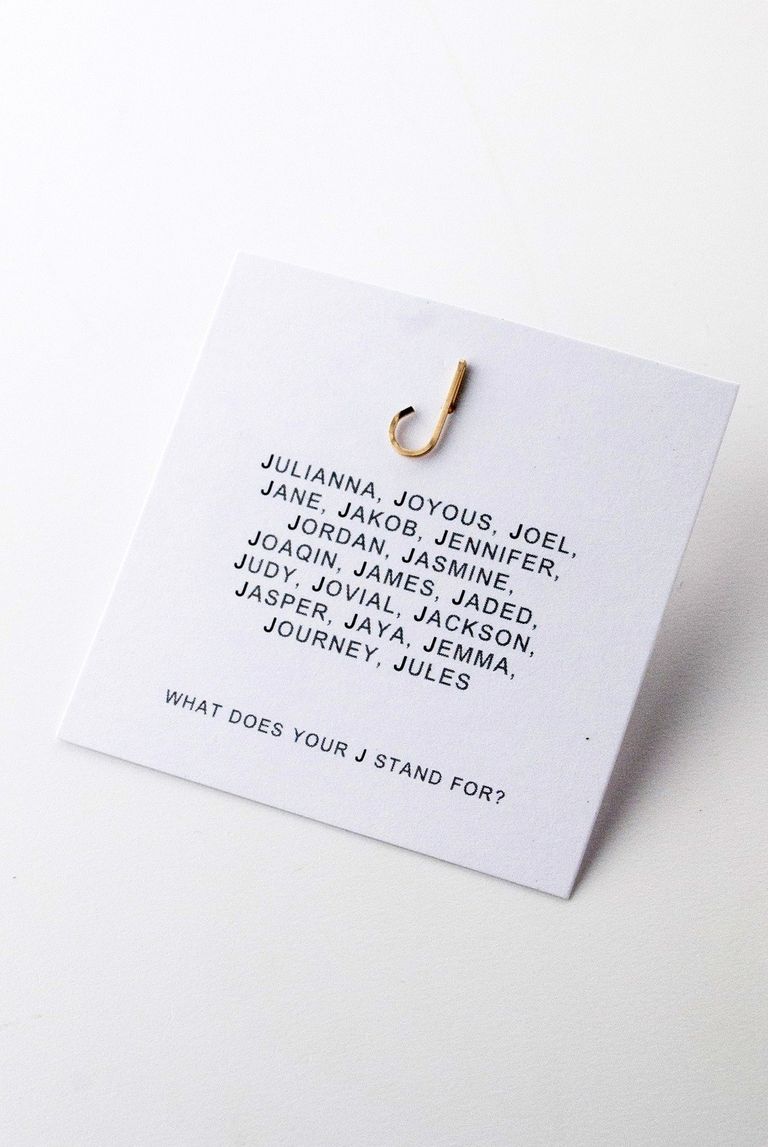 JULIANNA, JOYOUS, JOEL,
JANE, JAKOB, JENNIFER,
JORDAN, JASMINE,
JOAQIN, JAMES, JADED,
JUDY, JOVIAL, JACKSON,
JASPER, JAYA, JEMMA,
JOURNEY, JULES
WHAT DOES YOUR J STAND FOR?